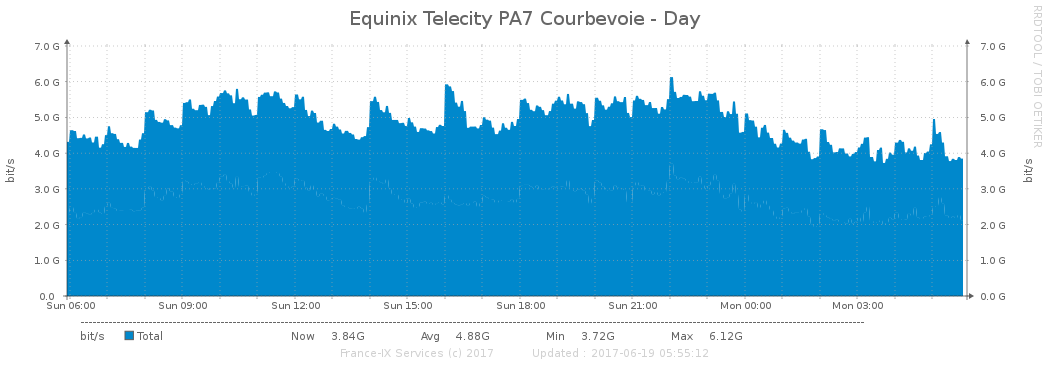 Equinix Telecity PA7 Courbevoie - Day
RRDTOOL / TOBI OETIKER
bit/s
7.0 G 7.0 G
6.0 G 6.0 G
5.0 G 5.0 G
4.0 G 4.0 G
3.0 G 3.0 G
2.0 G 2.0 G
1.0 G 1.0 G
0.0 0.0 G
bit/s
Sun 06:00 Sun 09:00 Sun 12:00 Sun 15:00 Sun 18:00 Sun 21:00 Mon 00:00 Mon 03:00
bit/s Total Now 3.84G Avg 4.88G Min 3.72G Max 6.12G
France-IX Services (c) 2017 Updated : 2017-06-19 05:55:12